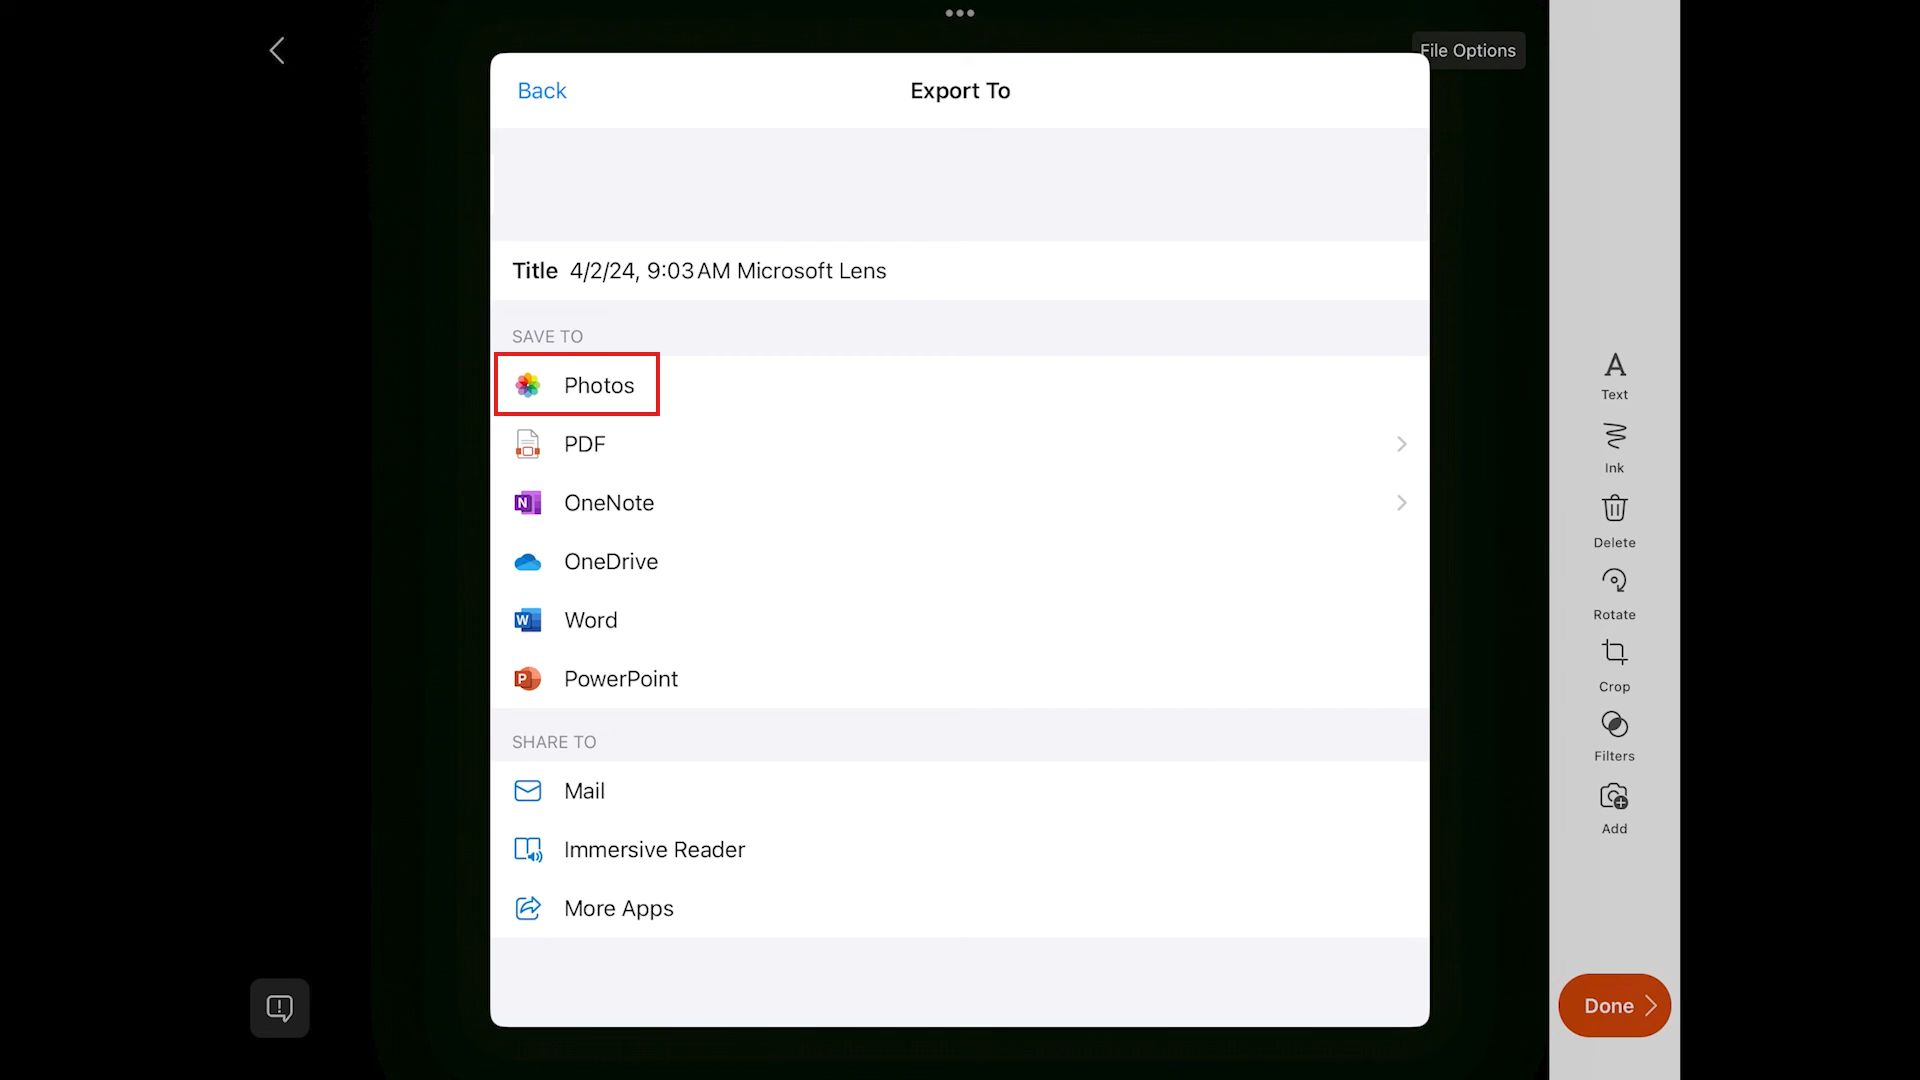 File Options
Back
Export To
Title 4/2/24, 9:03 AM Microsoft Lens
SAVE TO
Photos
PDF
OneNote
OneDrive
Word
PowerPoint
SHARE TO
Mail
Immersive Reader
More Apps
Text
Ink
Delete
Rotate
Crop
Filters
Add
Done